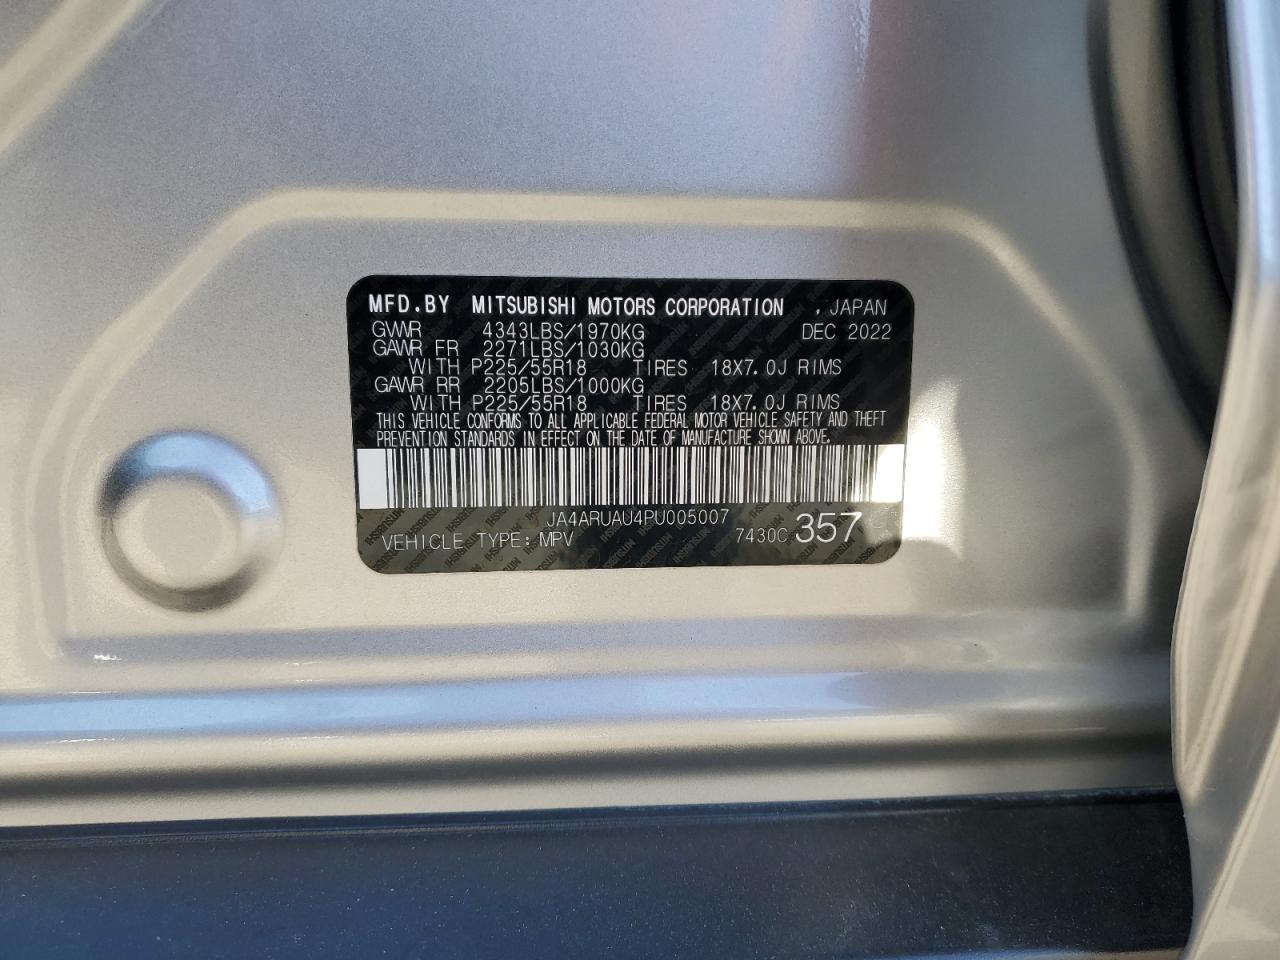 MFD.BY MITSUBISHI MOTORS CORPORATION , JAPAN
GVWR 4343LBS/1970KG DEC 2022
GAWR FR 2271LBS/1030KG
WITH P225/55R18 TIRES 18X7.0J RIMS
GAWR RR 2205LBS/1000KG
WITH P225/55R18 TIRES 18X7.0J RIMS
THIS VEHICLE CONFORMS TO ALL APPLICABLE FEDERAL MOTOR VEHICLE SAFETY AND THEFT
PREVENTION STANDARDS IN EFFECT ON THE DATE OF MANUFACTURE SHOWN ABOVE.
JA4ARUAU4PU005007
VEHICLE TYPE: MPV 7430C 357